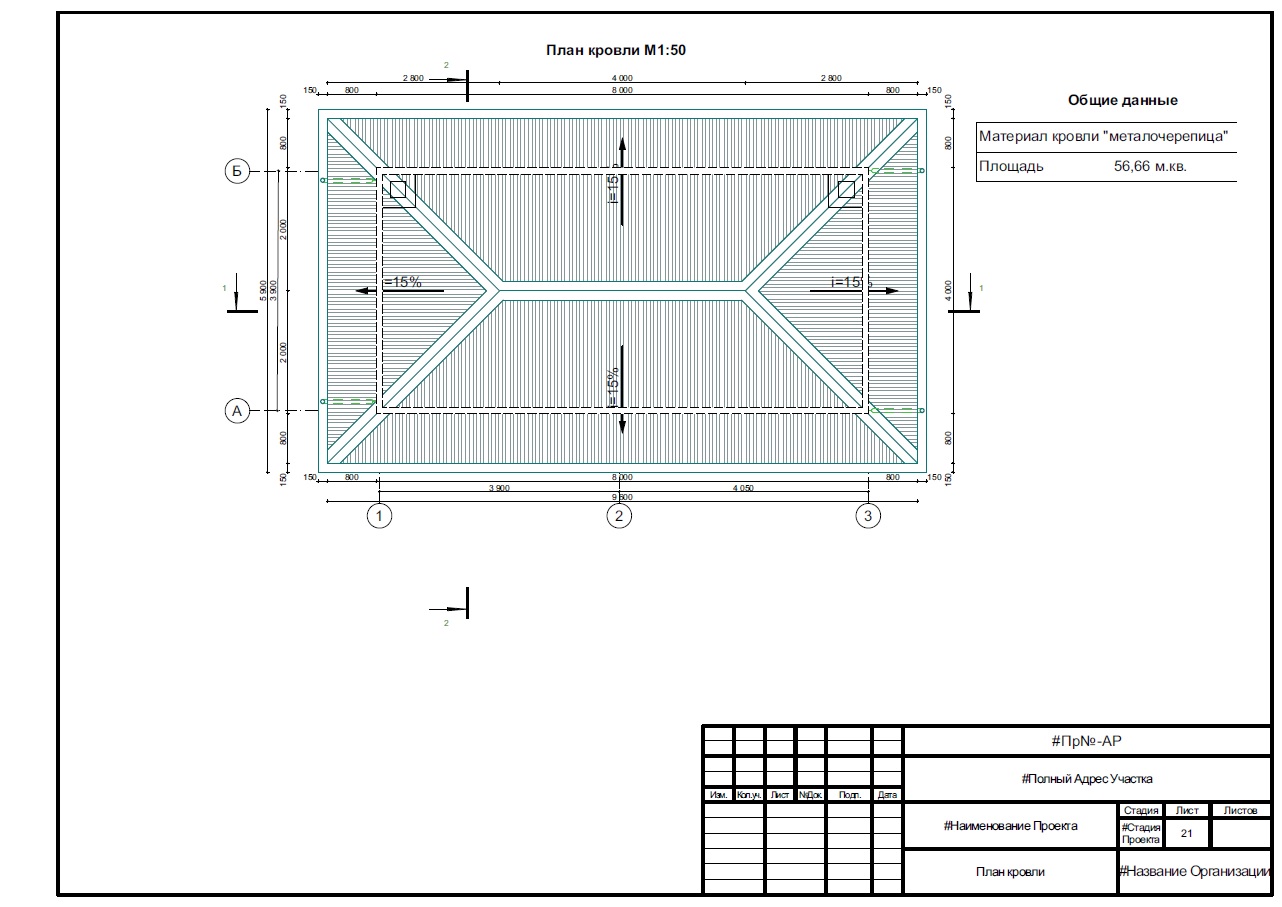 План кровли М1:50
2
2 800
4 000
2 800
150
800
8 000
800
150
150
150
Общие данные
800
800
Материал кровли "металочерепица"
Площадь
56,66 м.кв.
Б
i=15%
2 000
=15%
i=15%
1
5 900
3 900
4 000
1
2 000
i=15%
А
800
800
150
800
8 000
800
150
150
150
3 900
4 050
9 600
1
2
3
2
#Пр№-АР
#Полный Адрес Участка
Изм.
Кол.уч.
Лист
№Док.
Подп.
Дата
#Наименование Проекта
Стадия
Лист
Листов
#Стадия
Проекта
21
План кровли
#Название Организации